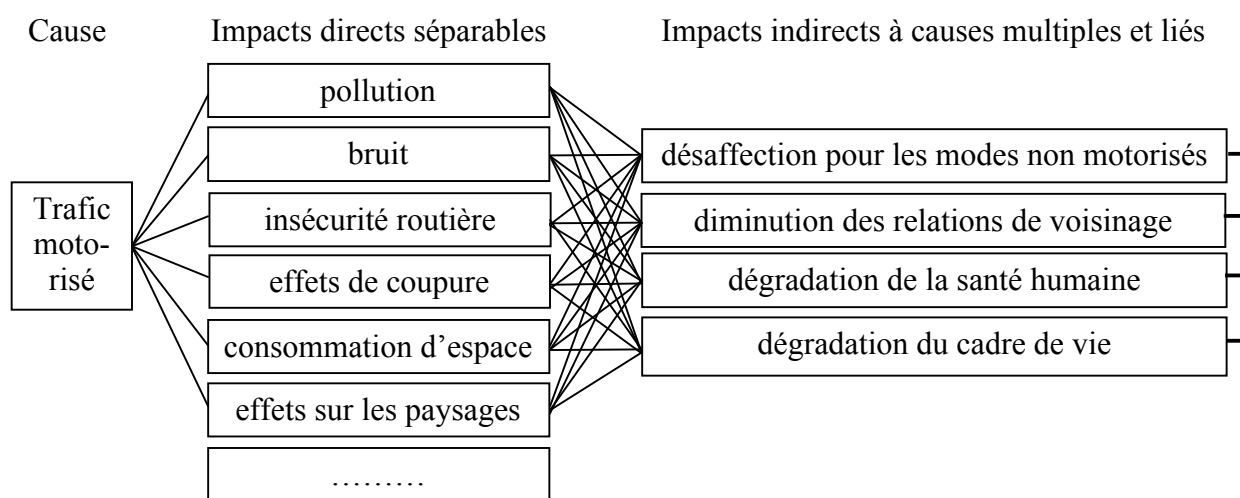 Cause
Impacts directs séparables
Impacts indirects à causes multiples et liés
Trafic
moto-
risé
pollution
bruit
insécurité routière
effets de coupure
consommation d’espace
effets sur les paysages
………
désaffection pour les modes non motorisés
diminution des relations de voisinage
dégradation de la santé humaine
dégradation du cadre de vie